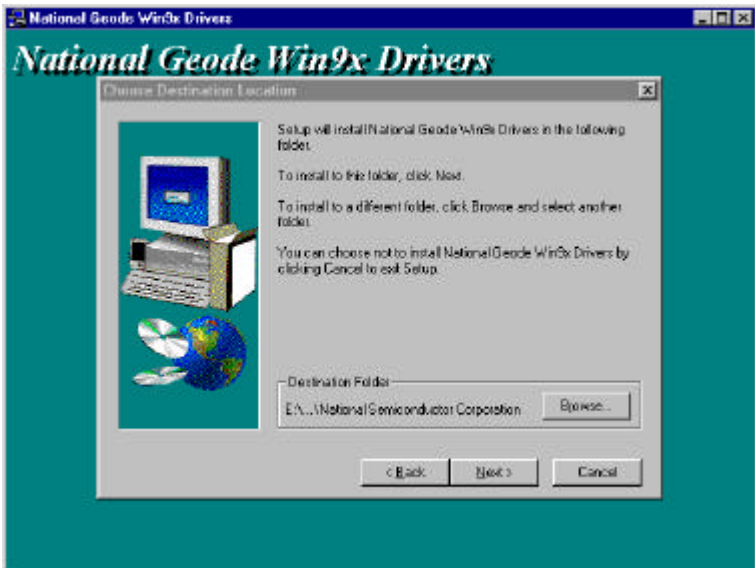 National Geode Win9x Drivers
National Geode Win9x Drivers
Choose Destination Location
Setup will install National Geode Win9x Drivers in the following
folder.
To install to this folder, click Next.
To install to a different folder, click Browse and select another
folder.
You can choose not to install National Geode Win9x Drivers by
clicking Cancel to exit Setup.
Destination Folder
E:\...\National Semiconductor Corporation
Browse...
< Back
Next >
Cancel